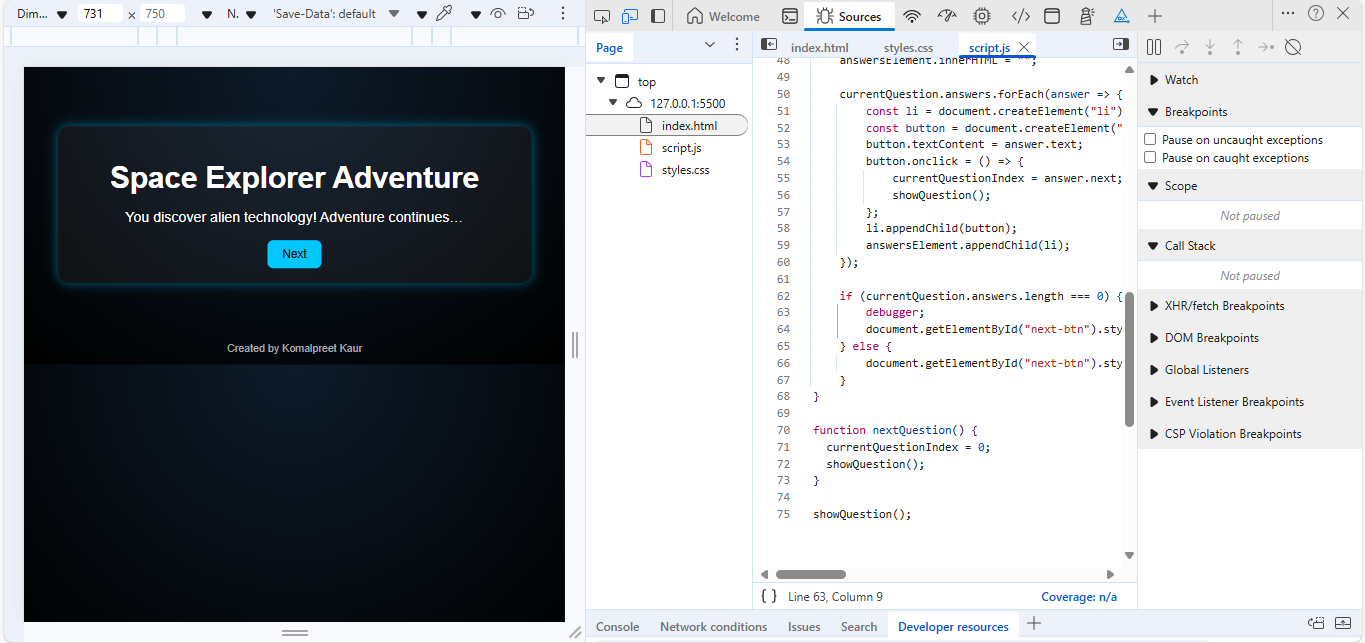 Dim... 731 × 750 N. 'Save-Data': default
Welcome Sources
Page
index.html styles.css script.js
top
127.0.0.1:5500
index.html
script.js
styles.css
Space Explorer Adventure
You discover alien technology! Adventure continues...
Next
Created by Komalpreet Kaur
48 answersElement.innerHTML = "";
49
50 currentQuestion.answers.forEach(answer => {
51 const li = document.createElement("li")
52 const button = document.createElement("
53 button.textContent = answer.text;
54 button.onclick = () => {
55 currentQuestionIndex = answer.next;
56 showQuestion();
57 };
58 li.appendChild(button);
59 answersElement.appendChild(li);
60 });
61
62 if (currentQuestion.answers.length === 0) {
63 debugger;
64 document.getElementById("next-btn").sty
65 } else {
66 document.getElementById("next-btn").sty
67 }
68 }
69
70 function nextQuestion() {
71 currentQuestionIndex = 0;
72 showQuestion();
73 }
74
75 showQuestion();
{ } Line 63, Column 9 Coverage: n/a
Watch
Breakpoints
Pause on uncaught exceptions
Pause on caught exceptions
Scope
Not paused
Call Stack
Not paused
XHR/fetch Breakpoints
DOM Breakpoints
Global Listeners
Event Listener Breakpoints
CSP Violation Breakpoints
Console Network conditions Issues Search Developer resources